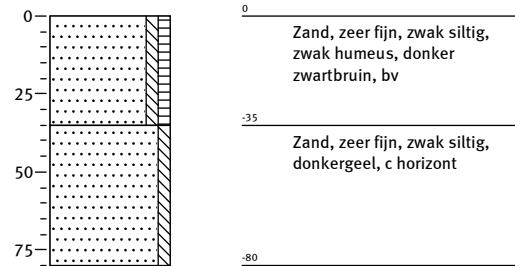 0
25
50
75
0
Zand, zeer fijn, zwak siltig,
zwak humeus, donker
zwartbruin, bv
-35
Zand, zeer fijn, zwak siltig,
donkergeel, c horizont
-80